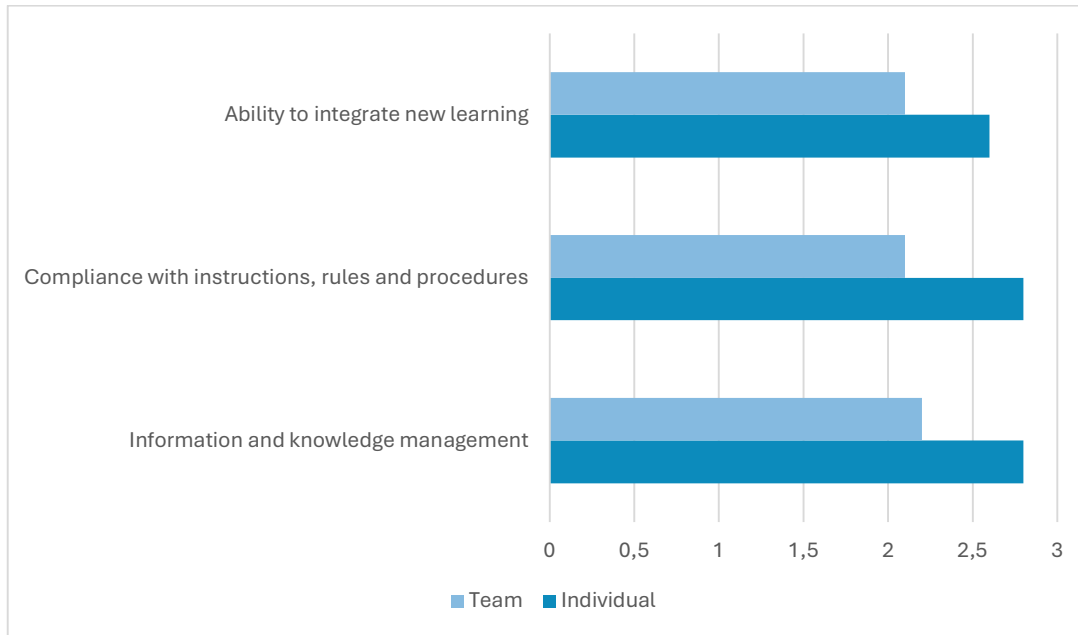 Ability to integrate new learning
Compliance with instructions, rules and procedures
Information and knowledge management
0 0,5 1 1,5 2 2,5 3
Team Individual